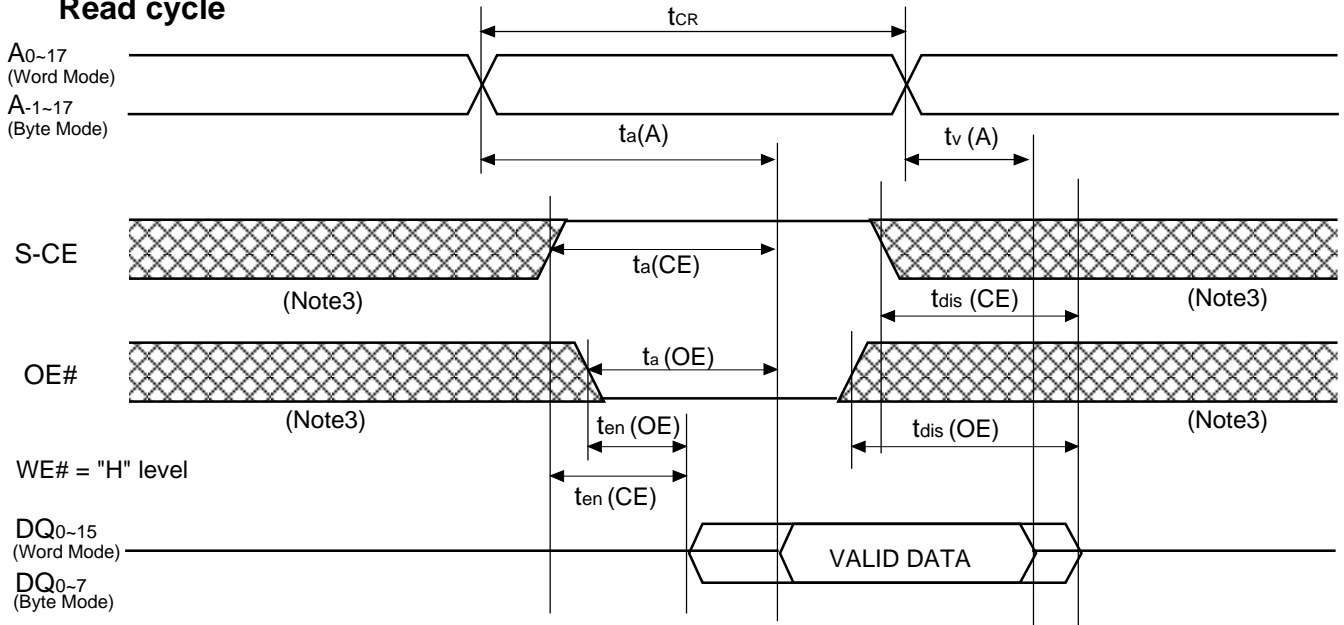 Read cycle
tCR
A0~17
(Word Mode)
A-1~17
(Byte Mode)
ta(A)
tv (A)
S-CE
ta(CE)
(Note3)
tdis (CE)
(Note3)
OE#
ta (OE)
(Note3)
ten (OE)
tdis (OE)
(Note3)
WE# = "H" level
ten (CE)
DQ0~15
(Word Mode)
VALID DATA
DQ0~7
(Byte Mode)